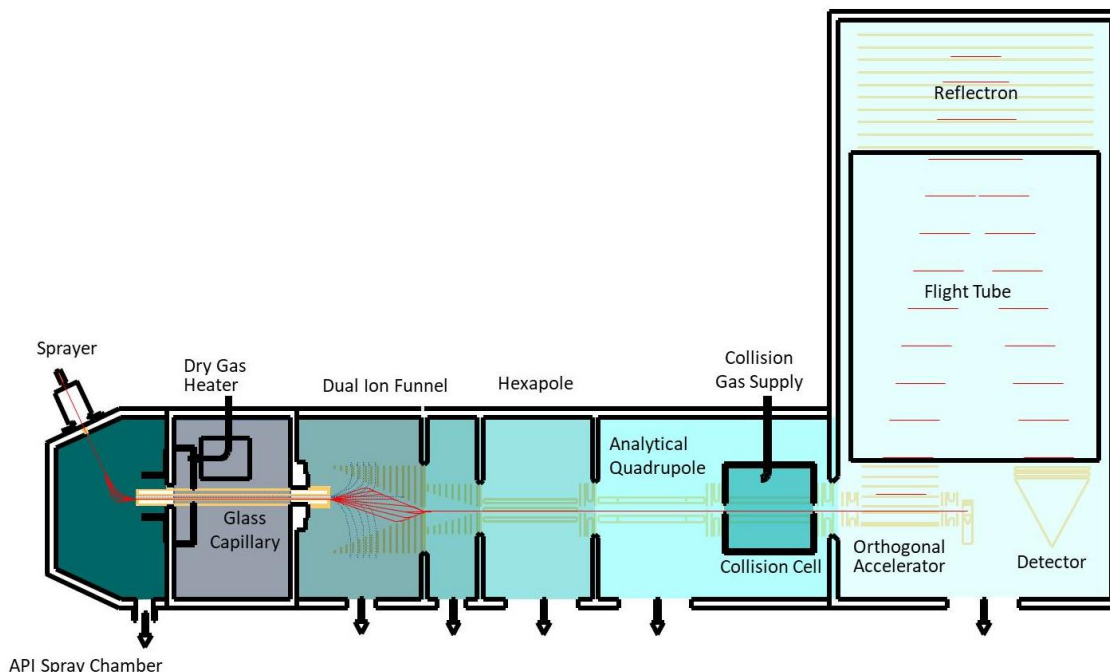 Reflectron
Flight Tube
Sprayer
Dry Gas
Heater
Dual Ion Funnel
Hexapole
Collision
Gas Supply
Analytical
Quadrupole
Glass
Capillary
Collision Cell
Orthogonal
Accelerator
Detector
API Spray Chamber